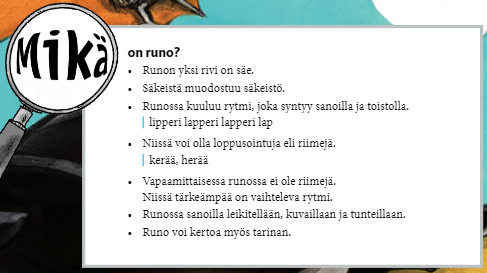 Mikä
on runo?
• Runon yksi rivi on säe.
• Säkeistä muodostuu säkeistö.
• Runossa kuuluu rytmi, joka syntyy sanoilla ja toistolla.
lipperi lapperi lapperi lap
• Niissä voi olla loppusointuja eli riimejä.
kerää, herää
• Vapaamittaisessa runossa ei ole riimejä.
Niissä tärkeämpää on vaihteleva rytmi.
• Runossa sanoilla leikitellään, kuvaillaan ja tunteillaan.
• Runo voi kertoa myös tarinan.